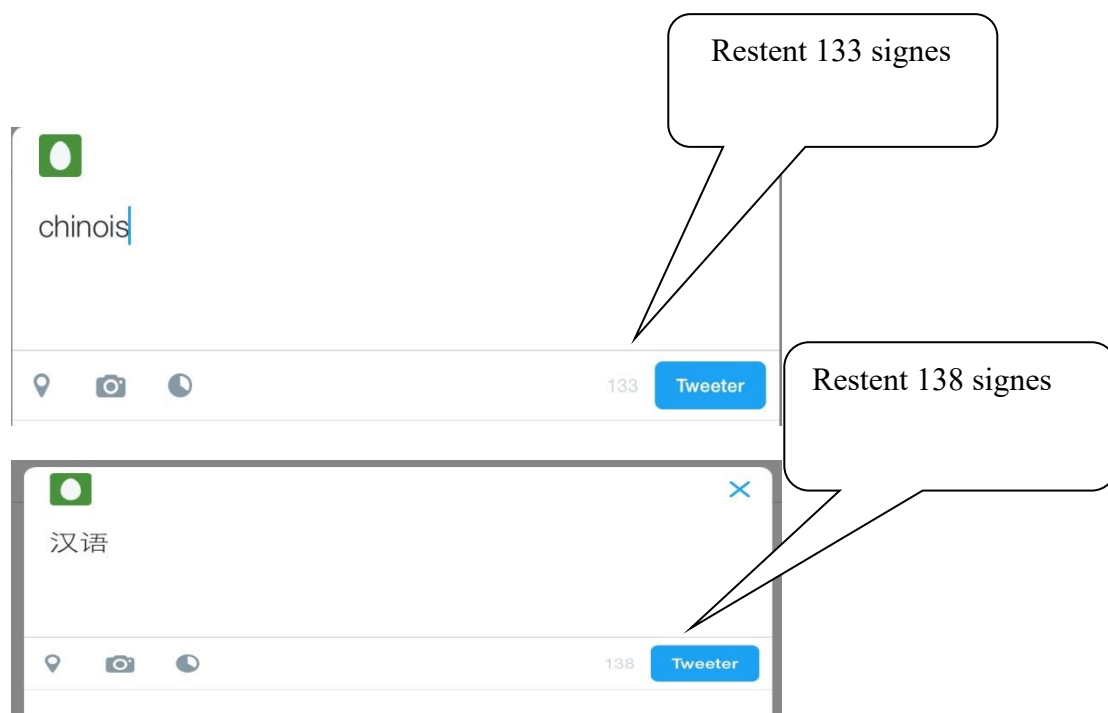 Restent 133 signes
chinois
133 Tweeter
Restent 138 signes
汉语
138 Tweeter